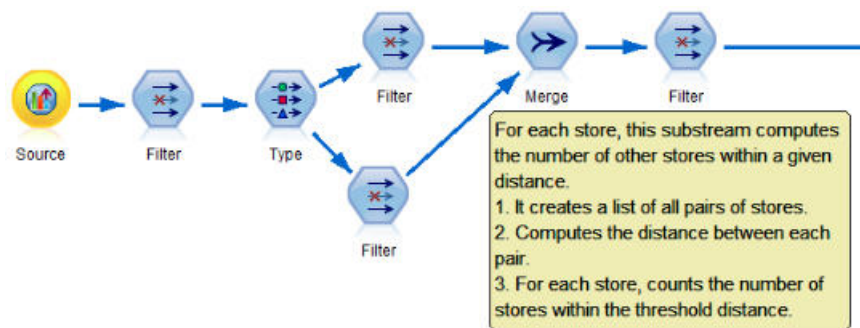 Filter
Merge
Filter
Source
Filter
Type
Filter
For each store, this substream computes
the number of other stores within a given
distance.
1. It creates a list of all pairs of stores.
2. Computes the distance between each
pair.
3. For each store, counts the number of
stores within the threshold distance.